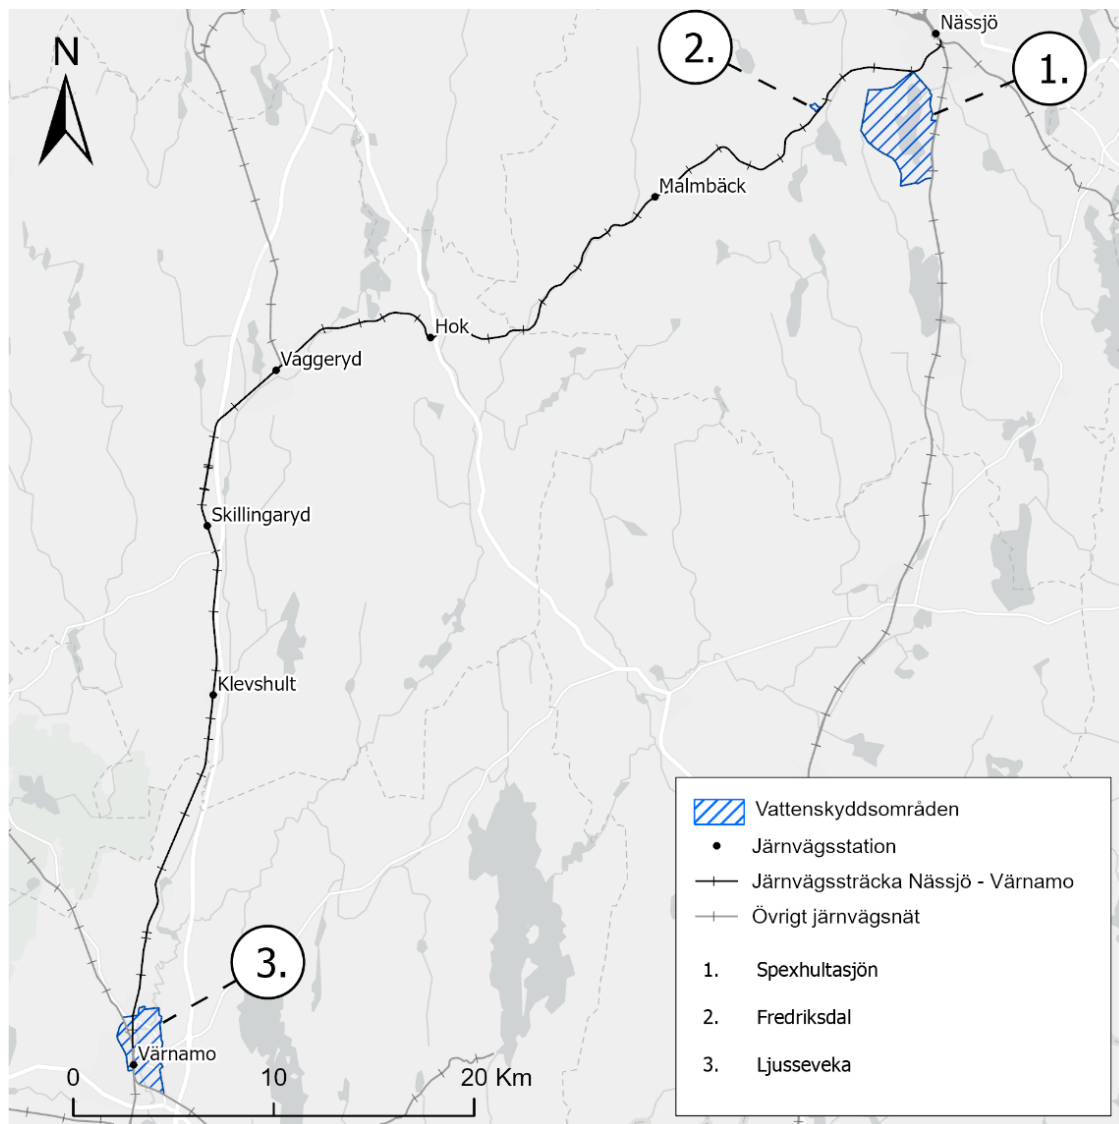 Nässjö
2.
1.
N
Malmbäck
Hok
Vaggeryd
Skillingaryd
Klevshult
3.
Värnamo
0 10 20 Km
Vattenskyddsområden
Järnvägsstation
Järnvägssträcka Nässjö - Värnamo
Övrigt järnvägsnät
1. Spexhultasjön
2. Fredriksdal
3. Ljusseveka